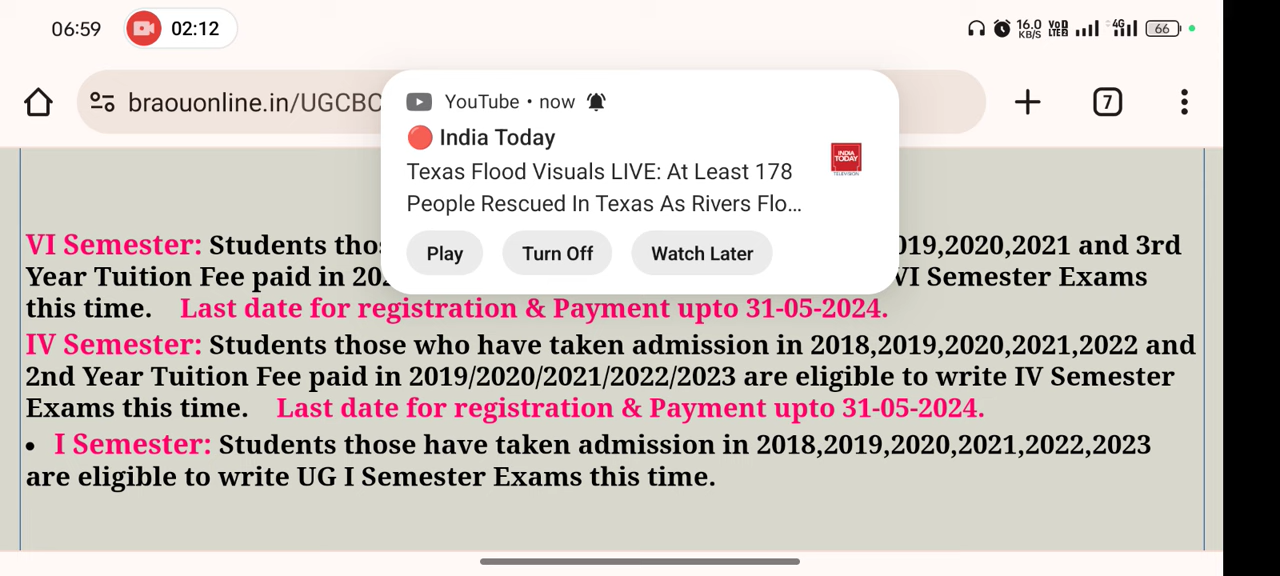 06:59
02:12
16.0
KB/S
VoD
LTE2
4G
66
braouonline.in/UGCBC
7
YouTube • now
India Today
Texas Flood Visuals LIVE: At Least 178
People Rescued In Texas As Rivers Flo...
INDIA
TODAY
TELEVISION
Play
Turn Off
Watch Later
VI Semester: Students thos 019,2020,2021 and 3rd
Year Tuition Fee paid in 20 VI Semester Exams
this time. Last date for registration & Payment upto 31-05-2024.
IV Semester: Students those who have taken admission in 2018,2019,2020,2021,2022 and
2nd Year Tuition Fee paid in 2019/2020/2021/2022/2023 are eligible to write IV Semester
Exams this time. Last date for registration & Payment upto 31-05-2024.
• I Semester: Students those have taken admission in 2018,2019,2020,2021,2022,2023
are eligible to write UG I Semester Exams this time.